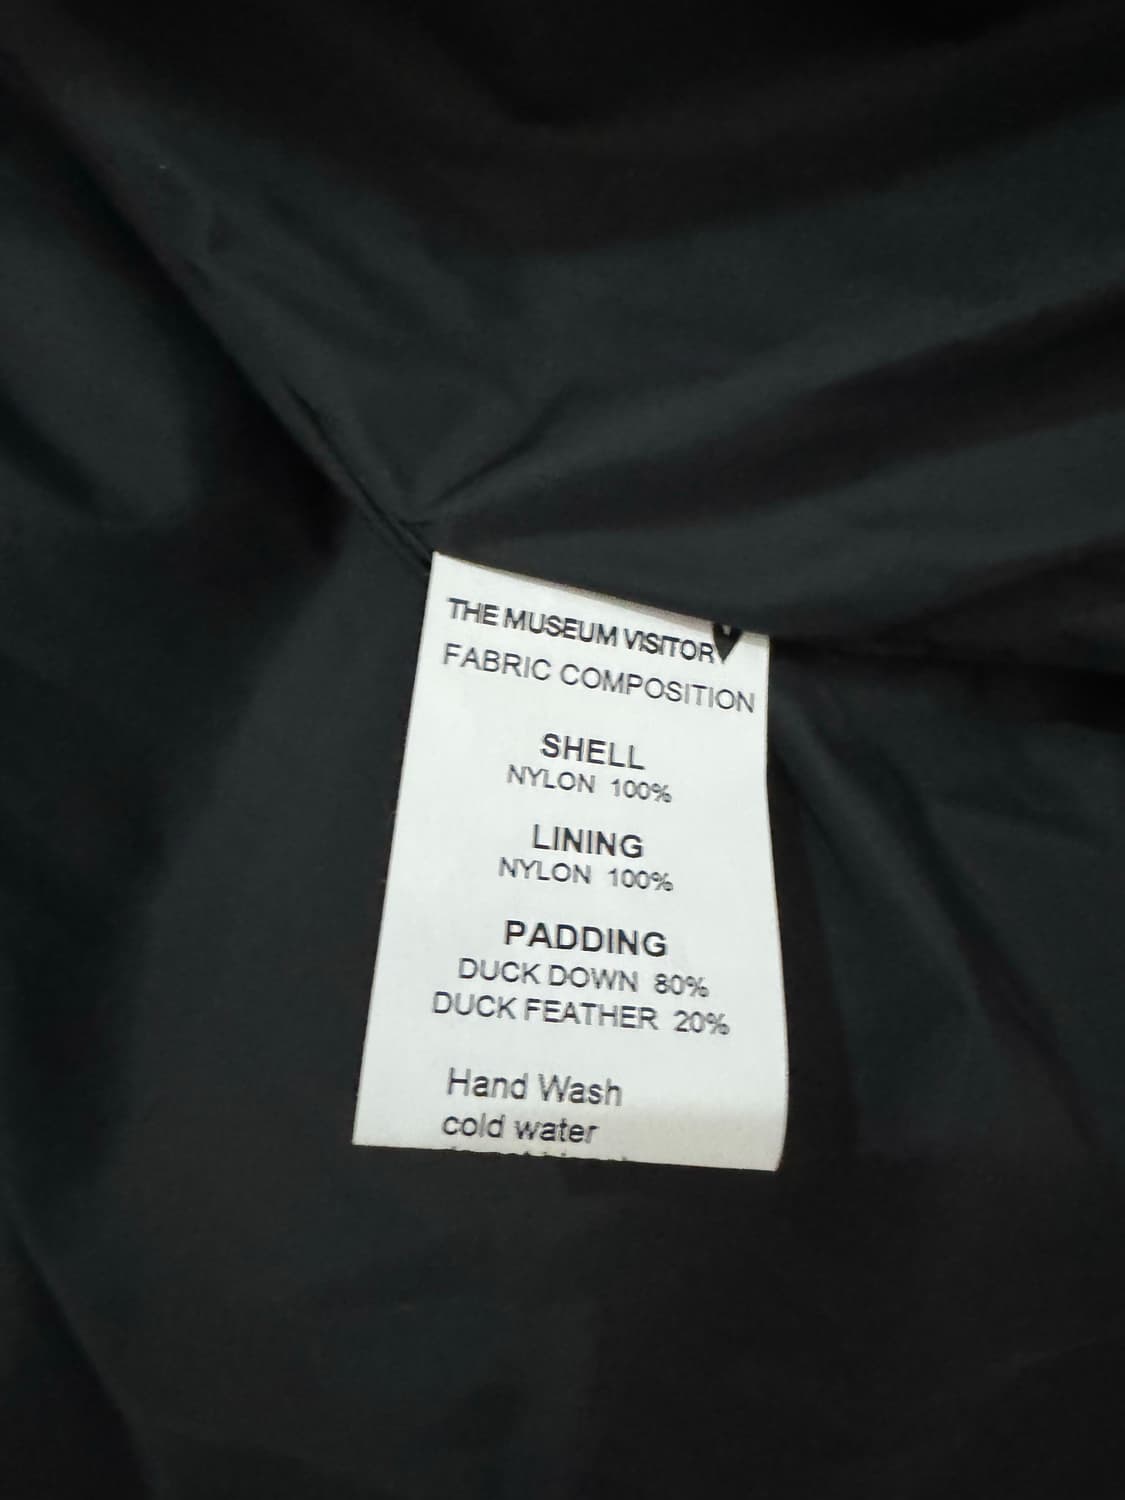 THE MUSEUM VISITOR
FABRIC COMPOSITION
SHELL
NYLON 100%
LINING
NYLON 100%
PADDING
DUCK DOWN 80%
DUCK FEATHER 20%
Hand Wash
cold water